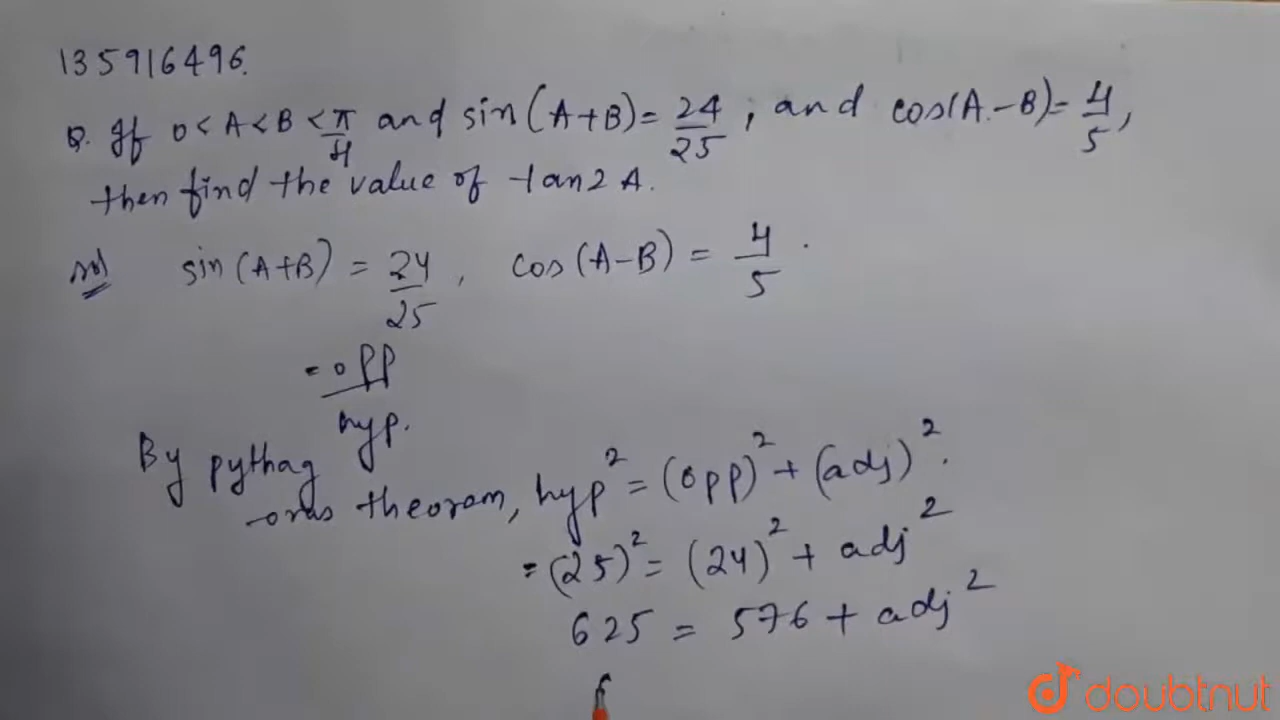 135916496.
Q. If 0 < A < B < π/4 and sin(A+B) = 24/25, and cos(A-B) = 4/5,
then find the value of tan2A.
Sol sin(A+B) = 24/25, cos(A-B) = 4/5.
= opp/hyp.
By pythag
-oras theorem, hyp² = (opp)² + (adj)².
= (25)² = (24)² + adj²
625 = 576 + adj²
doubtnut